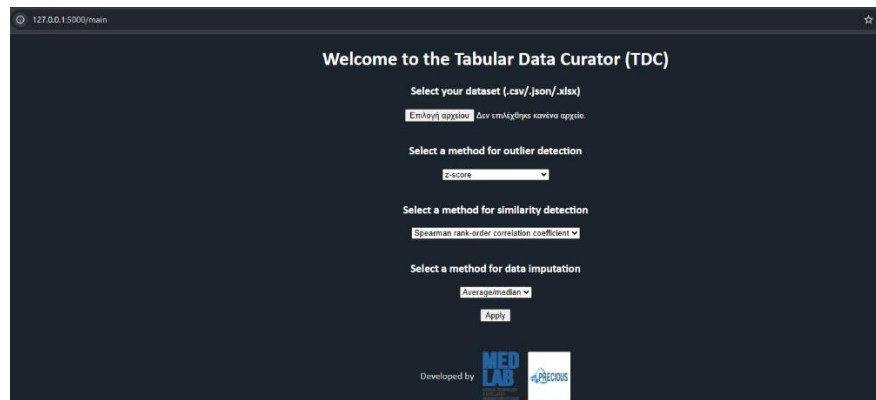 127.0.0.1:5000/main
Welcome to the Tabular Data Curator (TDC)
Select your dataset (.csv/.json/.xlsx)
Επιλογή αρχείου Δεν επιλέχθηκε κανένα αρχείο.
Select a method for outlier detection
z-score
Select a method for similarity detection
Spearman rank-order correlation coefficient
Select a method for data imputation
Average/median
Apply
Developed by
MED
LAB
PRECIOUS